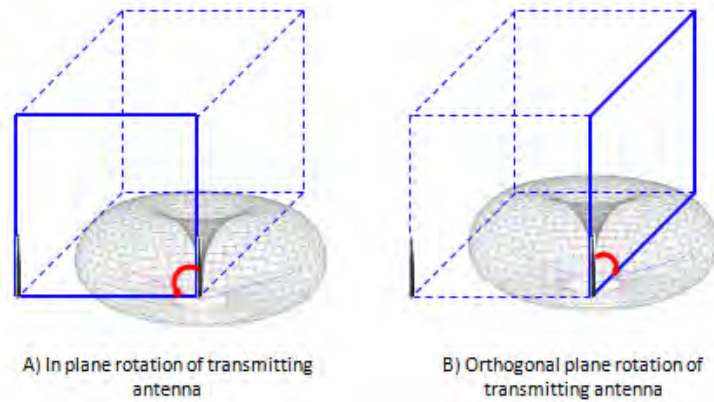 A) In plane rotation of transmitting
antenna
B) Orthogonal plane rotation of
transmitting antenna